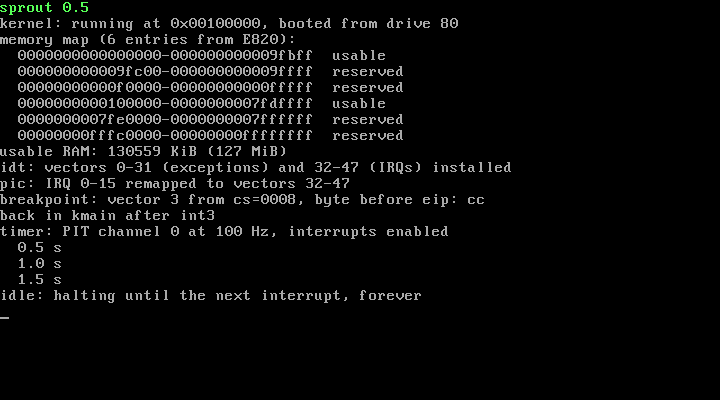 sprout 0.5
kernel: running at 0x00100000, booted from drive 80
memory map (6 entries from E820):
  0000000000000000-000000000009fbff  usable
  000000000009fc00-000000000009ffff  reserved
  00000000000f0000-00000000000fffff  reserved
  0000000000100000-0000000007fdffff  usable
  0000000007fe0000-0000000007ffffff  reserved
  00000000fffc0000-00000000ffffffff  reserved
usable RAM: 130559 KiB (127 MiB)
idt: vectors 0-31 (exceptions) and 32-47 (IRQs) installed
pic: IRQ 0-15 remapped to vectors 32-47
breakpoint: vector 3 from cs=0008, byte before eip: cc
back in kmain after int3
timer: PIT channel 0 at 100 Hz, interrupts enabled
  0.5 s
  1.0 s
  1.5 s
idle: halting until the next interrupt, forever